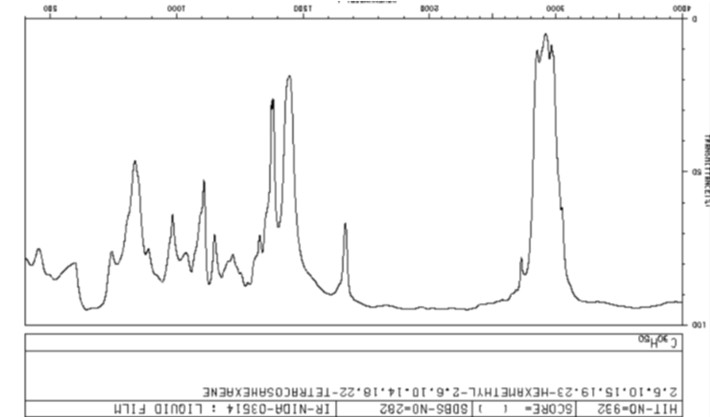 HIT-NO=932 SCORE= ( ) SDBS-NO=282 IR-NIDA-03514 : LIQUID FILM
2,6,10,15,19,23-HEXAMETHYL-2,6,10,14,18,22-TETRACOSAHEXAENE
C30H50
100
50
TRANSMITTANCE(%)
0
4000 3000 2000 1500 1000 500